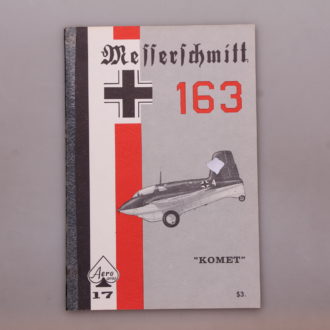 Messerschmitt
163
"KOMET"
Aero
17
$3.